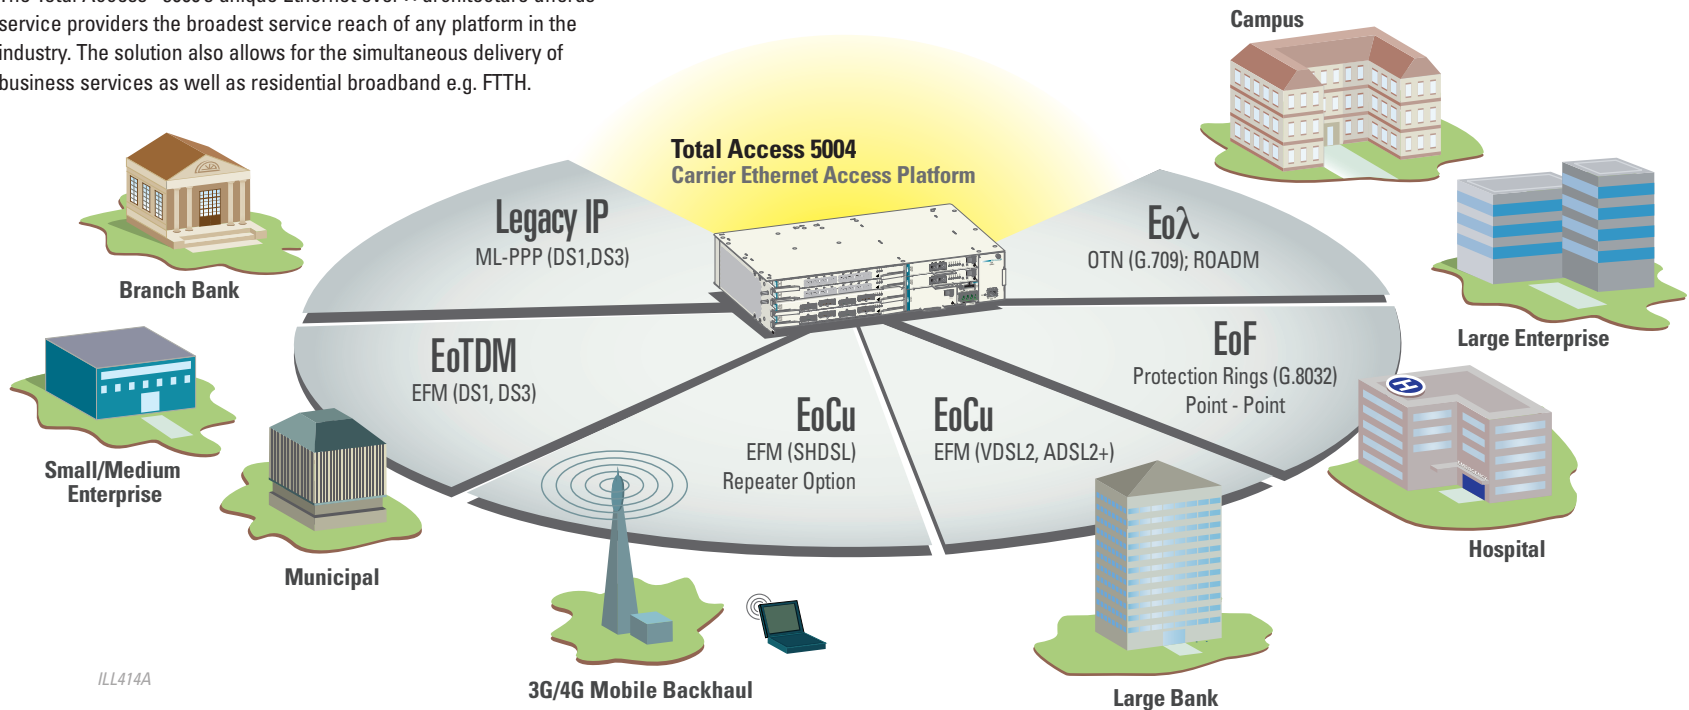 service providers the broadest service reach of any platform in the
industry. The solution also allows for the simultaneous delivery of
business services as well as residential broadband e.g. FTTH.
Campus
Total Access 5004
Carrier Ethernet Access Platform
Legacy IP
ML-PPP (DS1,DS3)
Eoλ
OTN (G.709); ROADM
Branch Bank
Large Enterprise
EoTDM
EFM (DS1, DS3)
EoF
Protection Rings (G.8032)
Point - Point
H
EoCu
EFM (SHDSL)
Repeater Option
EoCu
EFM (VDSL2, ADSL2+)
Small/Medium
Enterprise
Hospital
Municipal
3G/4G Mobile Backhaul
Large Bank
ILL414A